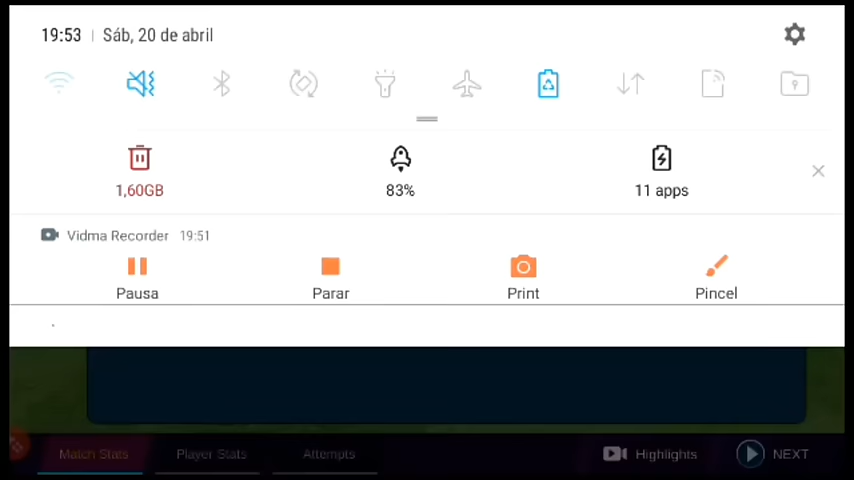 19:53 | Sáb, 20 de abril
1,60GB 83% 11 apps
Vidma Recorder 19:51
Pausa Parar Print Pincel
Match Stats Player Stats Attempts Highlights NEXT